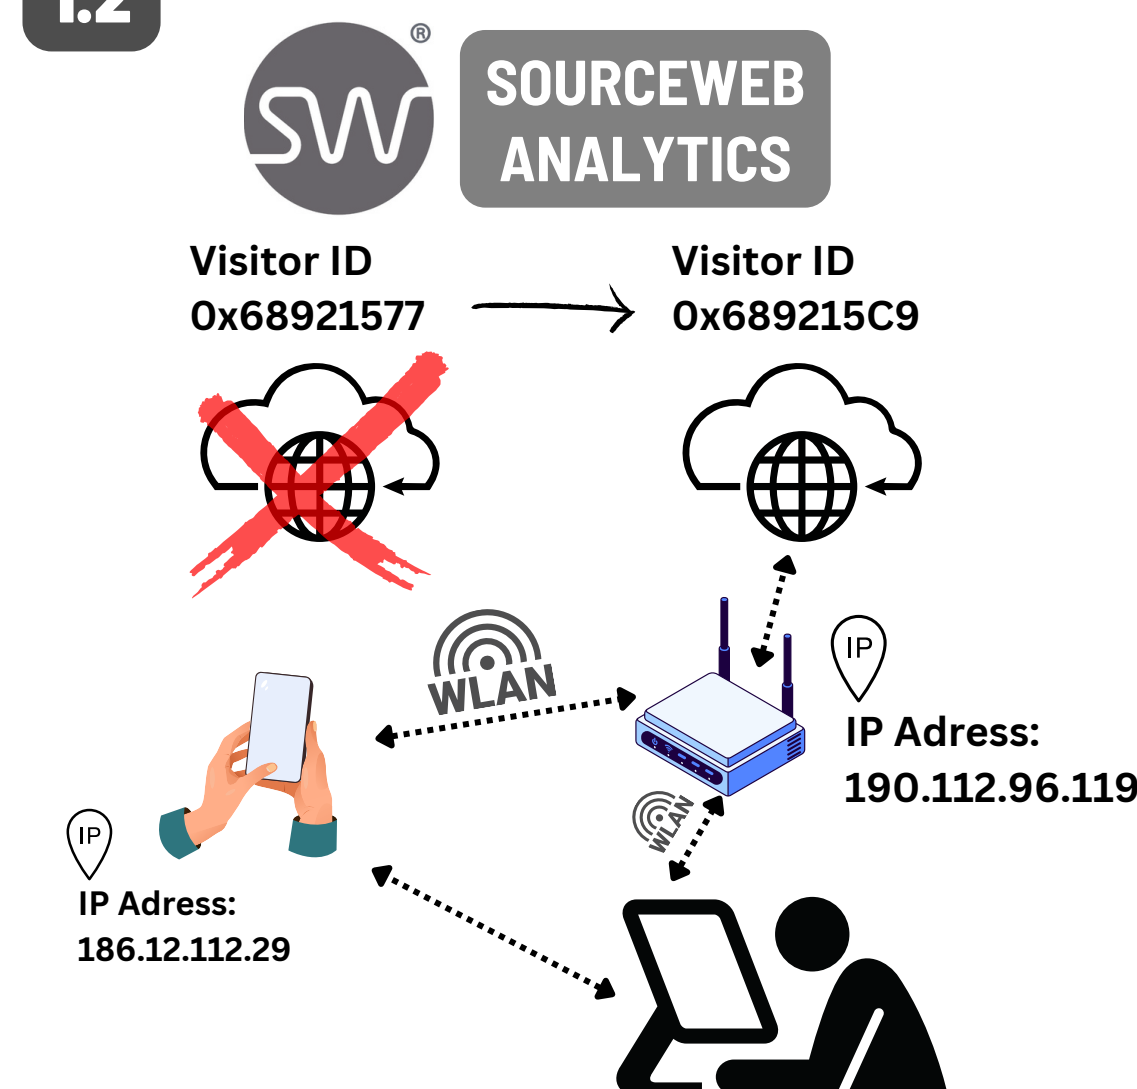 1.2
SW®
SOURCEWEB
ANALYTICS
Visitor ID
0x68921577
Visitor ID
0x689215C9
WLAN
IP
IP Adress:
190.112.96.119
WLAN
IP
IP Adress:
186.12.112.29